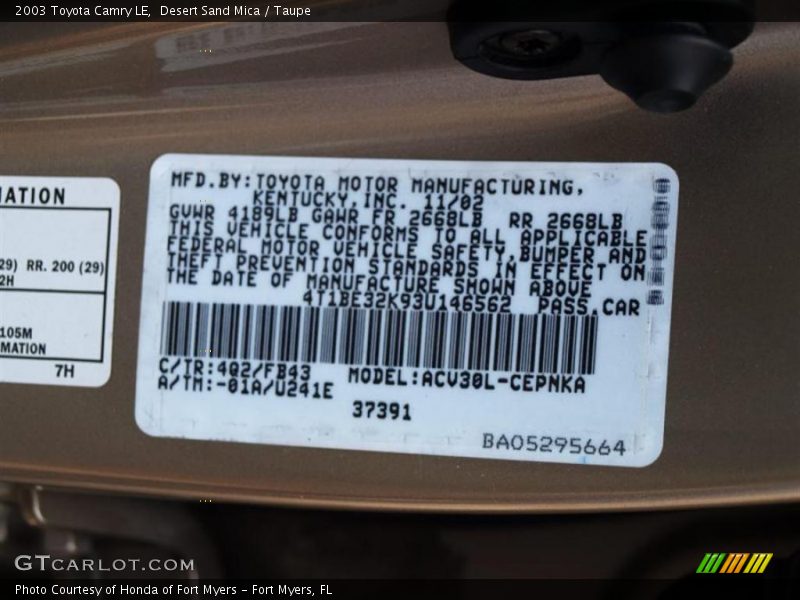 2003 Toyota Camry LE, Desert Sand Mica / Taupe
MATION
29) RR. 200 (29)
2H
105M
MATION
7H
MFD.BY:TOYOTA MOTOR MANUFACTURING,
KENTUCKY,INC. 11/02
GVWR 4189LB GAWR FR 2668LB RR 2668LB
THIS VEHICLE CONFORMS TO ALL APPLICABLE
FEDERAL MOTOR VEHICLE SAFETY,BUMPER AND
THEFT PREVENTION STANDARDS IN EFFECT ON
THE DATE OF MANUFACTURE SHOWN ABOVE.
4T1BE32K93U146562 PASS.CAR
C/TR:4Q2/FB43 MODEL:ACV30L-CEPNKA
A/TM:-01A/U241E
37391
BA05295664
GTCARLOT.COM
Photo Courtesy of Honda of Fort Myers - Fort Myers, FL